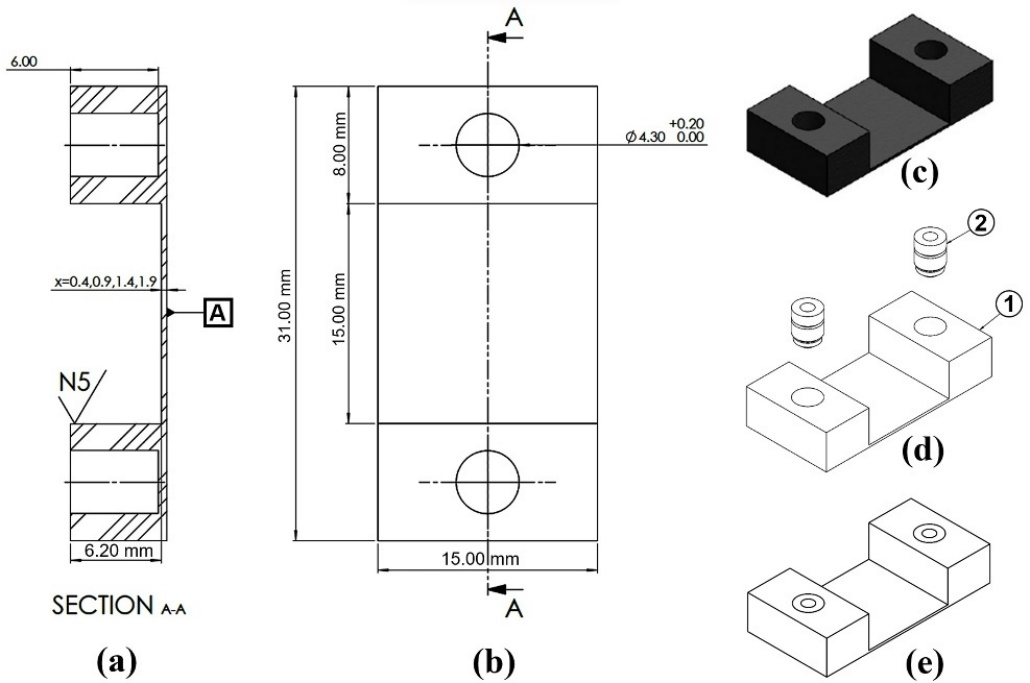 6.00
x=0.4,0.9,1.4,1.9
A
N5
6.20 mm
SECTION A-A
(a)
A
8.00 mm
+0.20
Ø4.30 0.00
31.00 mm
15.00 mm
15.00 mm
A
(b)
(c)
2
1
(d)
(e)